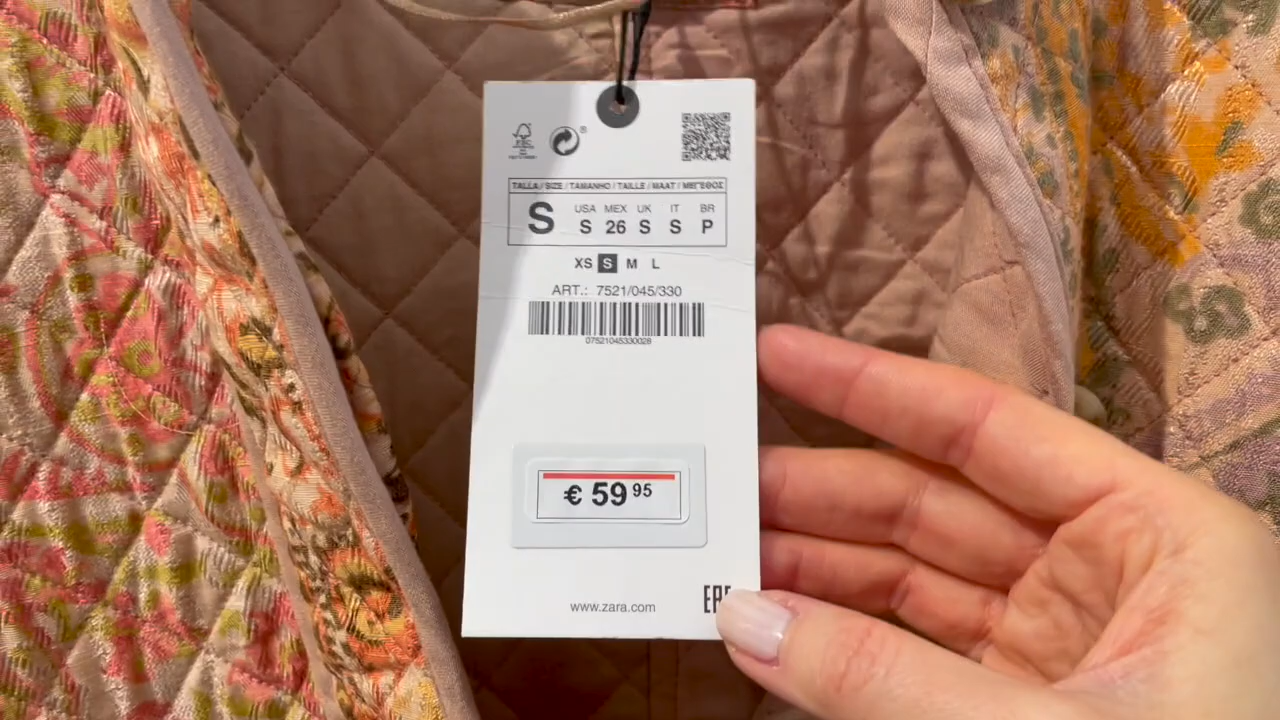 TALLA / SIZE / TAMANHO / TAILLE / MAAT / ΜΕΓΕΘΟΣ
S
USA MEX UK IT BR
S 26 S S P
XS S M L
ART.: 7521/045/330
07521045330028
€ 59 95
www.zara.com